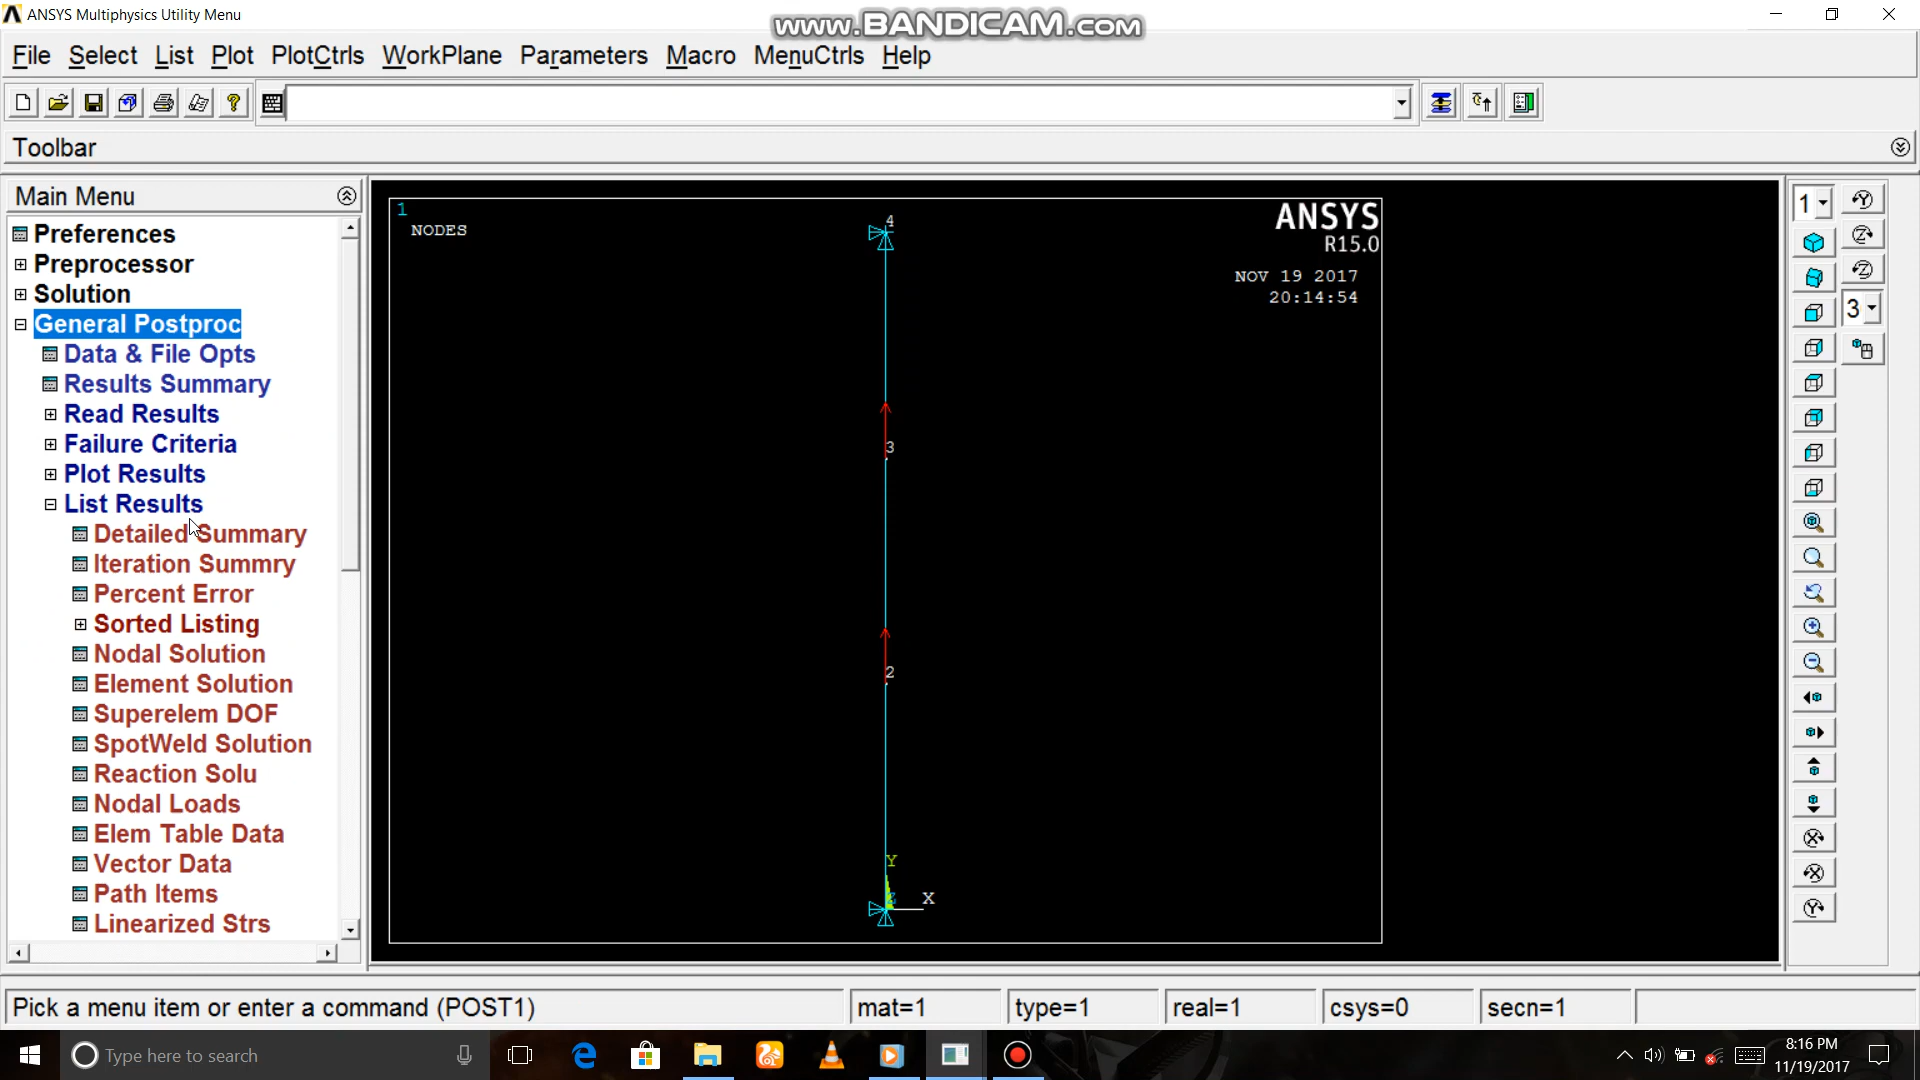 ANSYS Multiphysics Utility Menu
www.BANDICAM.com
File Select List Plot PlotCtrls WorkPlane Parameters Macro MenuCtrls Help
Toolbar
Main Menu
Preferences
Preprocessor
Solution
General Postproc
Data & File Opts
Results Summary
Read Results
Failure Criteria
Plot Results
List Results
Detailed Summary
Iteration Summry
Percent Error
Sorted Listing
Nodal Solution
Element Solution
Superelem DOF
SpotWeld Solution
Reaction Solu
Nodal Loads
Elem Table Data
Vector Data
Path Items
Linearized Strs
1
NODES
ANSYS
R15.0
NOV 19 2017
20:14:54
4
3
2
Y
X
1
3
Pick a menu item or enter a command (POST1)
mat=1
type=1
real=1
csys=0
secn=1
Type here to search
8:16 PM
11/19/2017